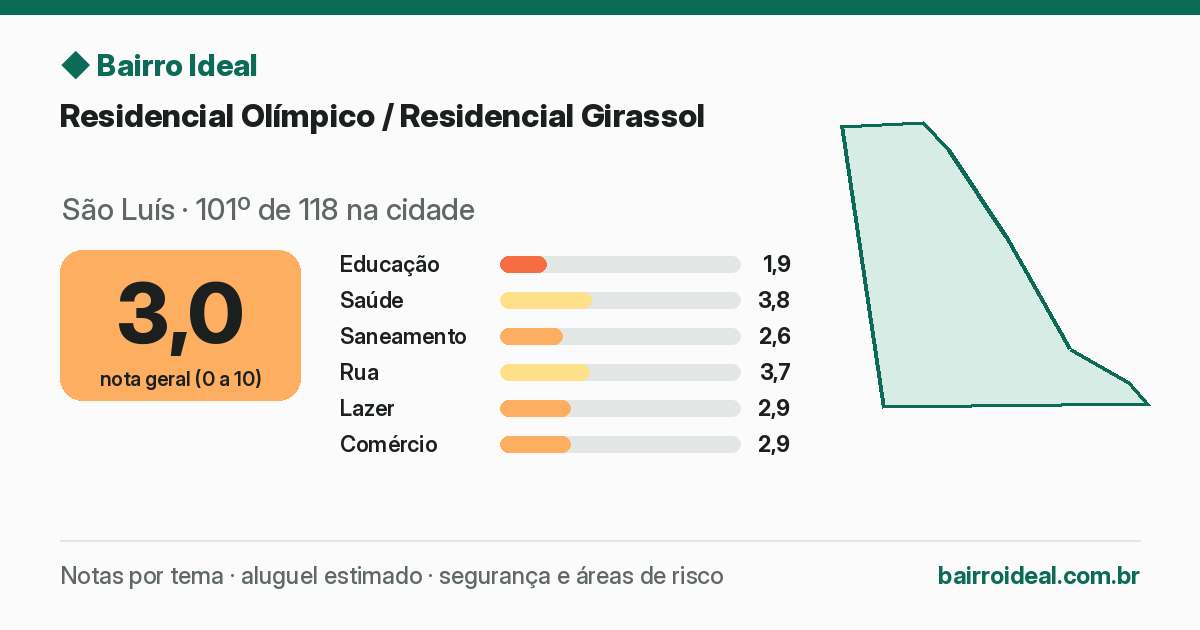 Bairro Ideal
Residencial Olímpico / Residencial Girassol
São Luís · 101º de 118 na cidade
3,0
nota geral (0 a 10)
Educação 1,9
Saúde 3,8
Saneamento 2,6
Rua 3,7
Lazer 2,9
Comércio 2,9
Notas por tema · aluguel estimado · segurança e áreas de risco
bairroideal.com.br